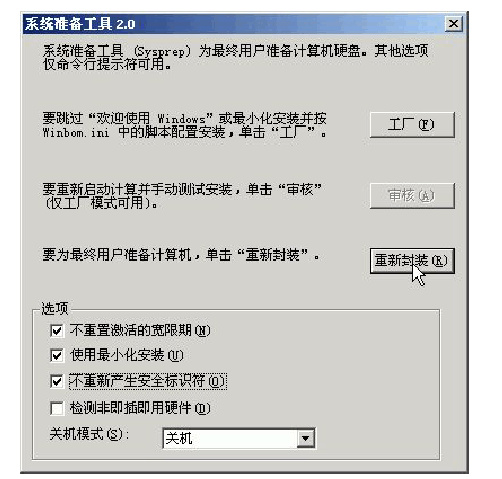 系统准备工具 2.0
系统准备工具 (Sysprep) 为最终用户准备计算机硬盘。其他选项
仅命令行提示符可用。
要跳过“欢迎使用 Windows”或最小化安装并按
Winbom.ini 中的脚本配置安装，单击“工厂”。
工厂(F)
要重新启动计算并手动测试安装，单击“审核”
(仅工厂模式可用)。
审核(A)
要为最终用户准备计算机，单击“重新封装”。
重新封装(R)
选项
不重置激活的宽限期(N)
使用最小化安装(U)
不重新产生安全标识符(O)
检测非即插即用硬件(D)
关机模式(S):
关机